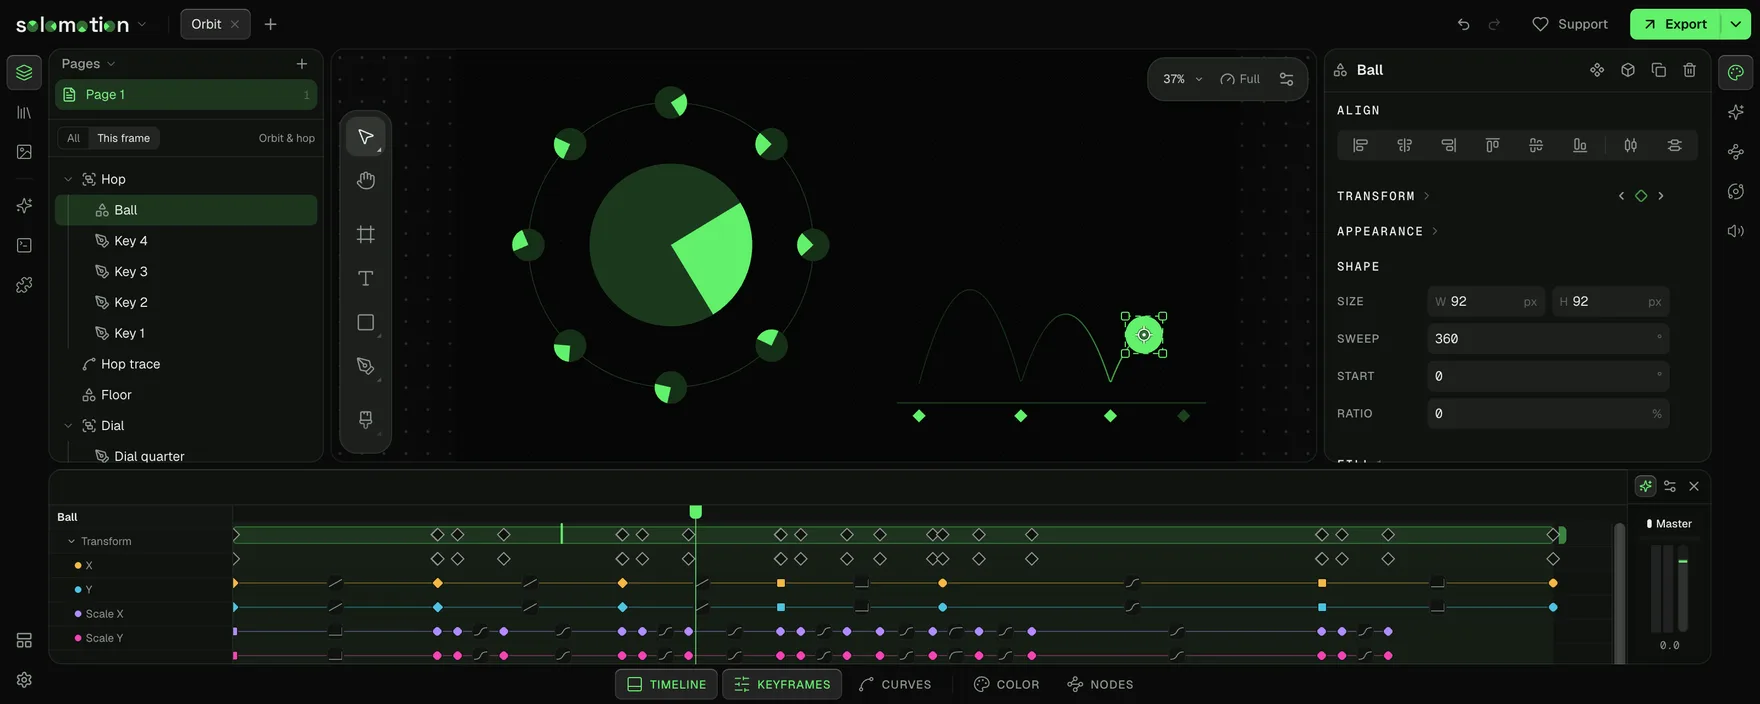 solomotion
Orbit
Support
Export
Pages
Page 1
1
All
This frame
Orbit & hop
Hop
Ball
Key 4
Key 3
Key 2
Key 1
Hop trace
Floor
Dial
Dial quarter
37%
Full
Ball
ALIGN
TRANSFORM
APPEARANCE
SHAPE
SIZE
W 92 px
H 92 px
SWEEP
360 °
START
0 °
RATIO
0 %
Ball
Transform
X
Y
Scale X
Scale Y
Master
0.0
TIMELINE
KEYFRAMES
CURVES
COLOR
NODES